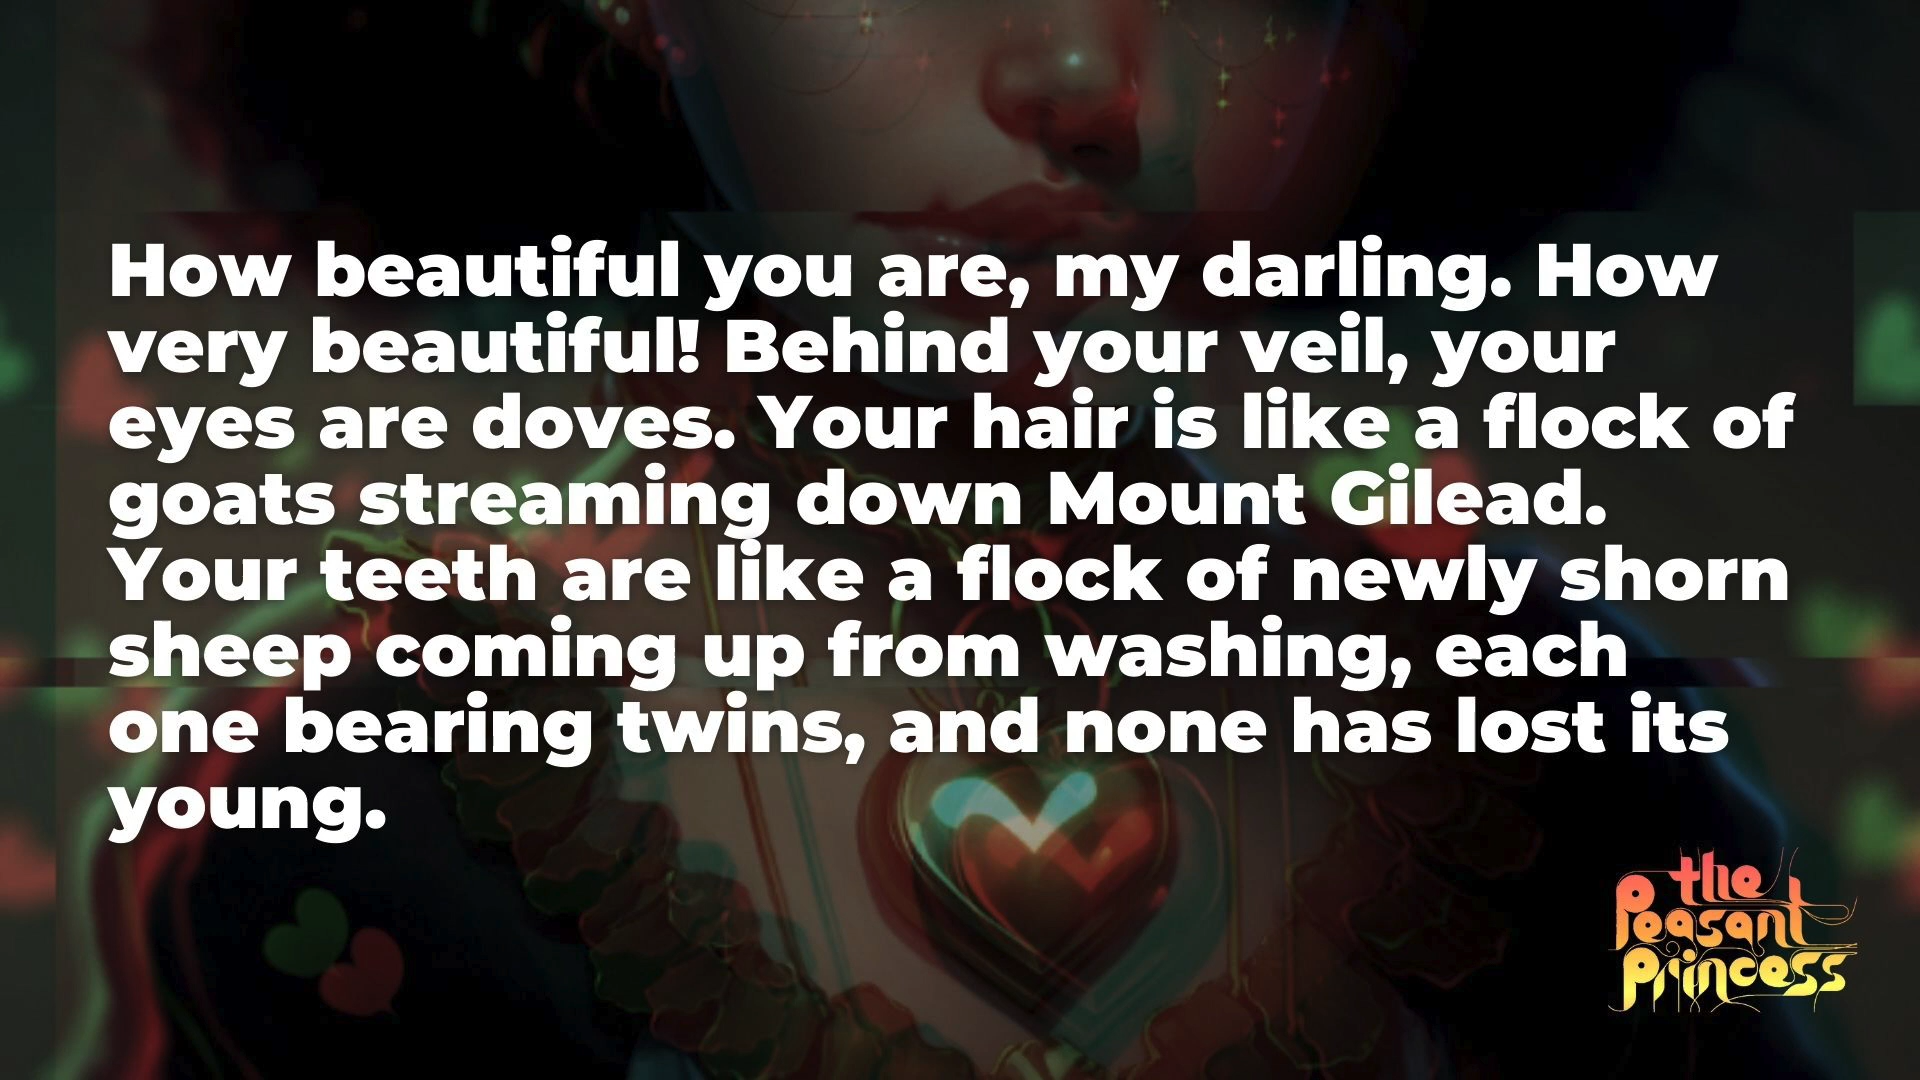 How beautiful you are, my darling. How
very beautiful! Behind your veil, your
eyes are doves. Your hair is like a flock of
goats streaming down Mount Gilead.
Your teeth are like a flock of newly shorn
sheep coming up from washing, each
one bearing twins, and none has lost its
young.
the
Peasant
Princess